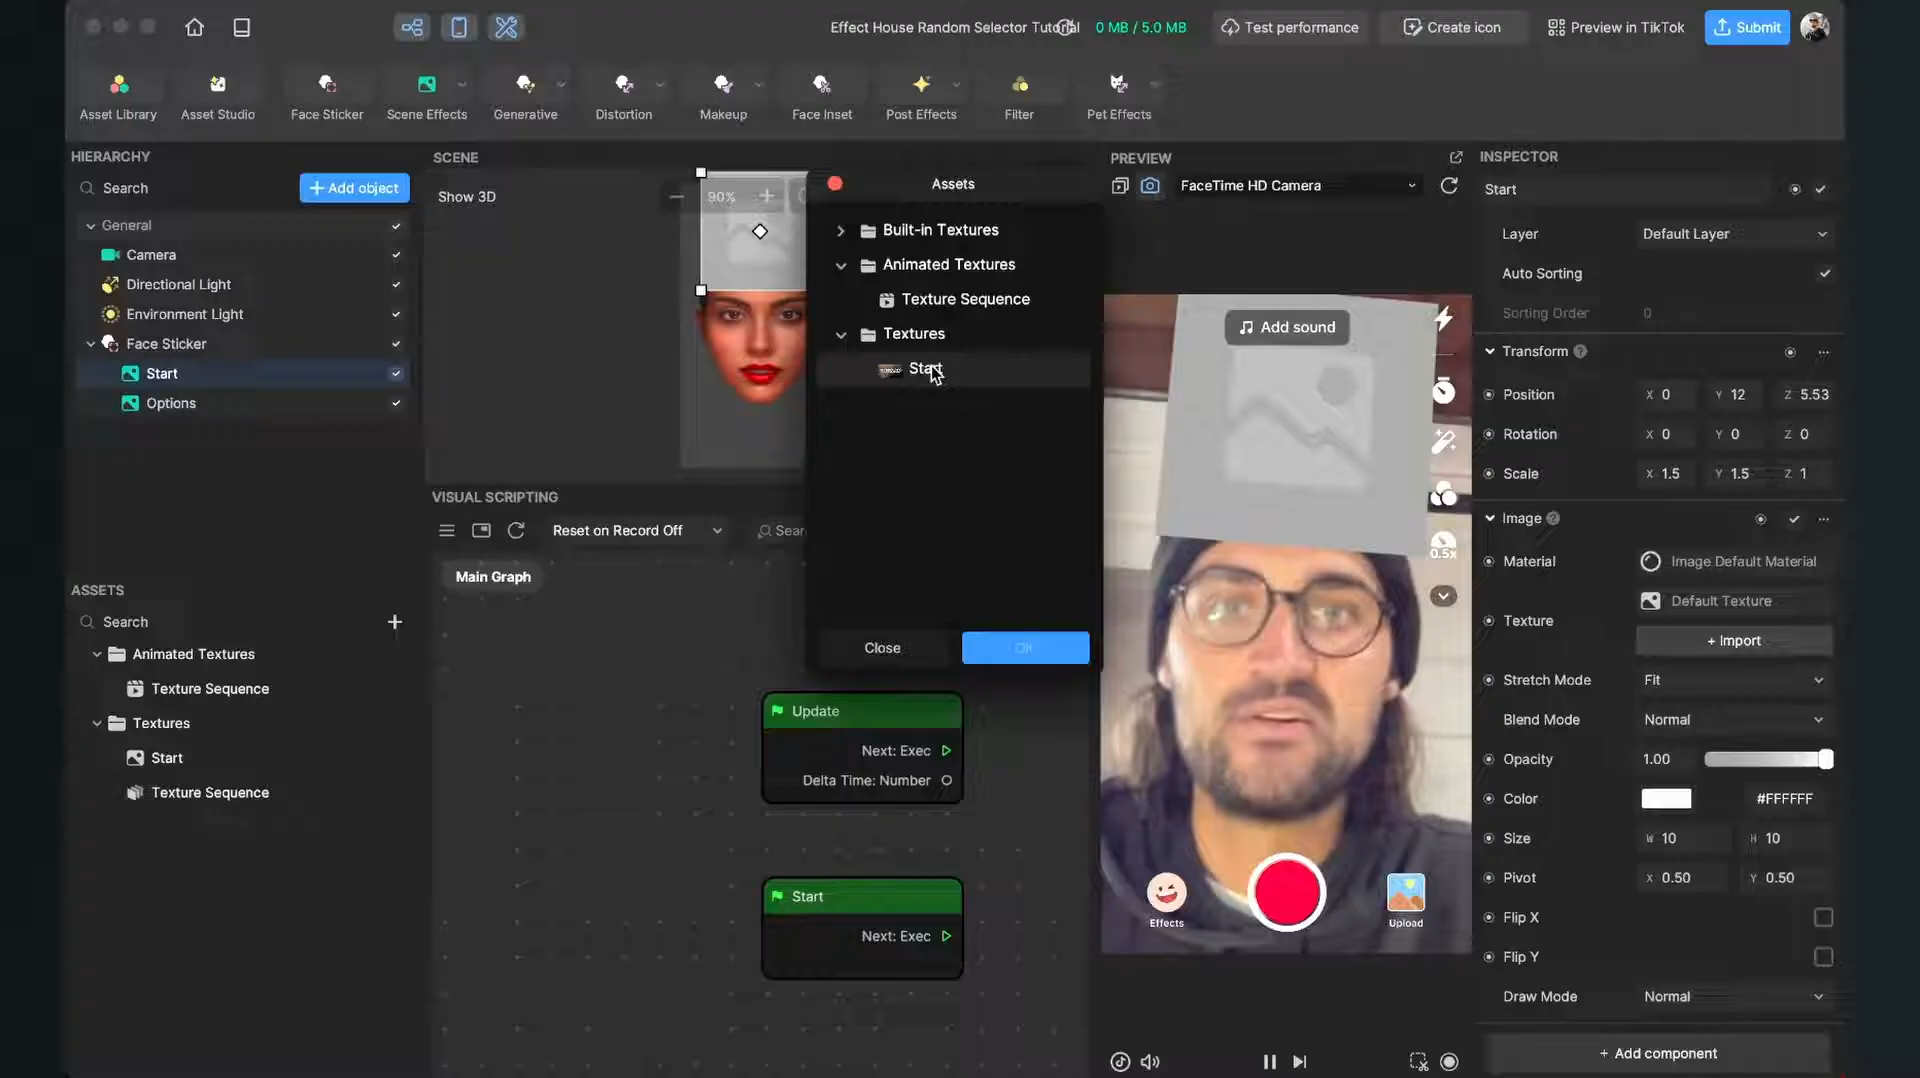 Effect House Random Selector Tutorial
0 MB / 5.0 MB
Test performance
Create icon
Preview in TikTok
Submit
Asset Library
Asset Studio
Face Sticker
Scene Effects
Generative
Distortion
Makeup
Face Inset
Post Effects
Filter
Pet Effects
HIERARCHY
Search
Add object
General
Camera
Directional Light
Environment Light
Face Sticker
Start
Options
ASSETS
Search
Animated Textures
Texture Sequence
Textures
Start
Texture Sequence
SCENE
Show 3D
90%
VISUAL SCRIPTING
Reset on Record Off
Sear
Main Graph
Update
Next: Exec
Delta Time: Number
Start
Next: Exec
Assets
Built-in Textures
Animated Textures
Texture Sequence
Textures
Start
Close
OK
PREVIEW
FaceTime HD Camera
Add sound
0.5x
Effects
Upload
INSPECTOR
Start
Layer
Default Layer
Auto Sorting
Sorting Order
0
Transform
Position X 0 Y 12 Z 5.53
Rotation X 0 Y 0 Z 0
Scale X 1.5 Y 1.5 Z 1
Image
Material
Image Default Material
Default Texture
Texture
+ Import
Stretch Mode
Fit
Blend Mode
Normal
Opacity
1.00
Color
#FFFFFF
Size W 10 H 10
Pivot X 0.50 Y 0.50
Flip X
Flip Y
Draw Mode
Normal
+ Add component